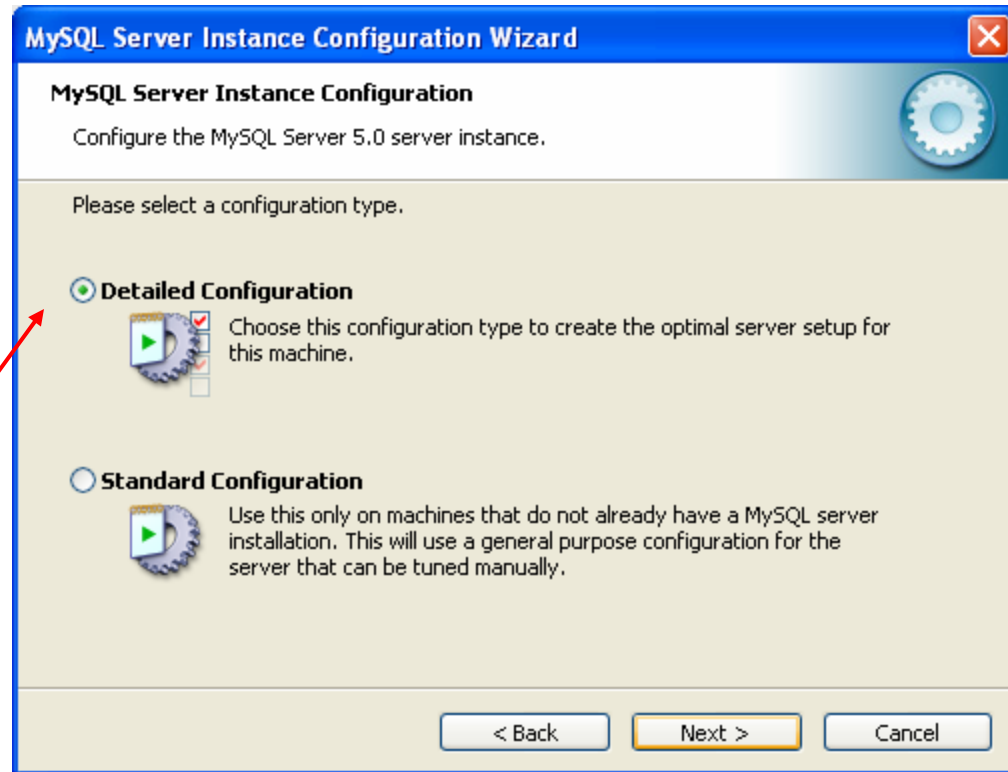 MySQL Server Instance Configuration Wizard
MySQL Server Instance Configuration
Configure the MySQL Server 5.0 server instance.
Please select a configuration type.
Detailed Configuration
Choose this configuration type to create the optimal server setup for
this machine.
Standard Configuration
Use this only on machines that do not already have a MySQL server
installation. This will use a general purpose configuration for the
server that can be tuned manually.
< Back Next > Cancel